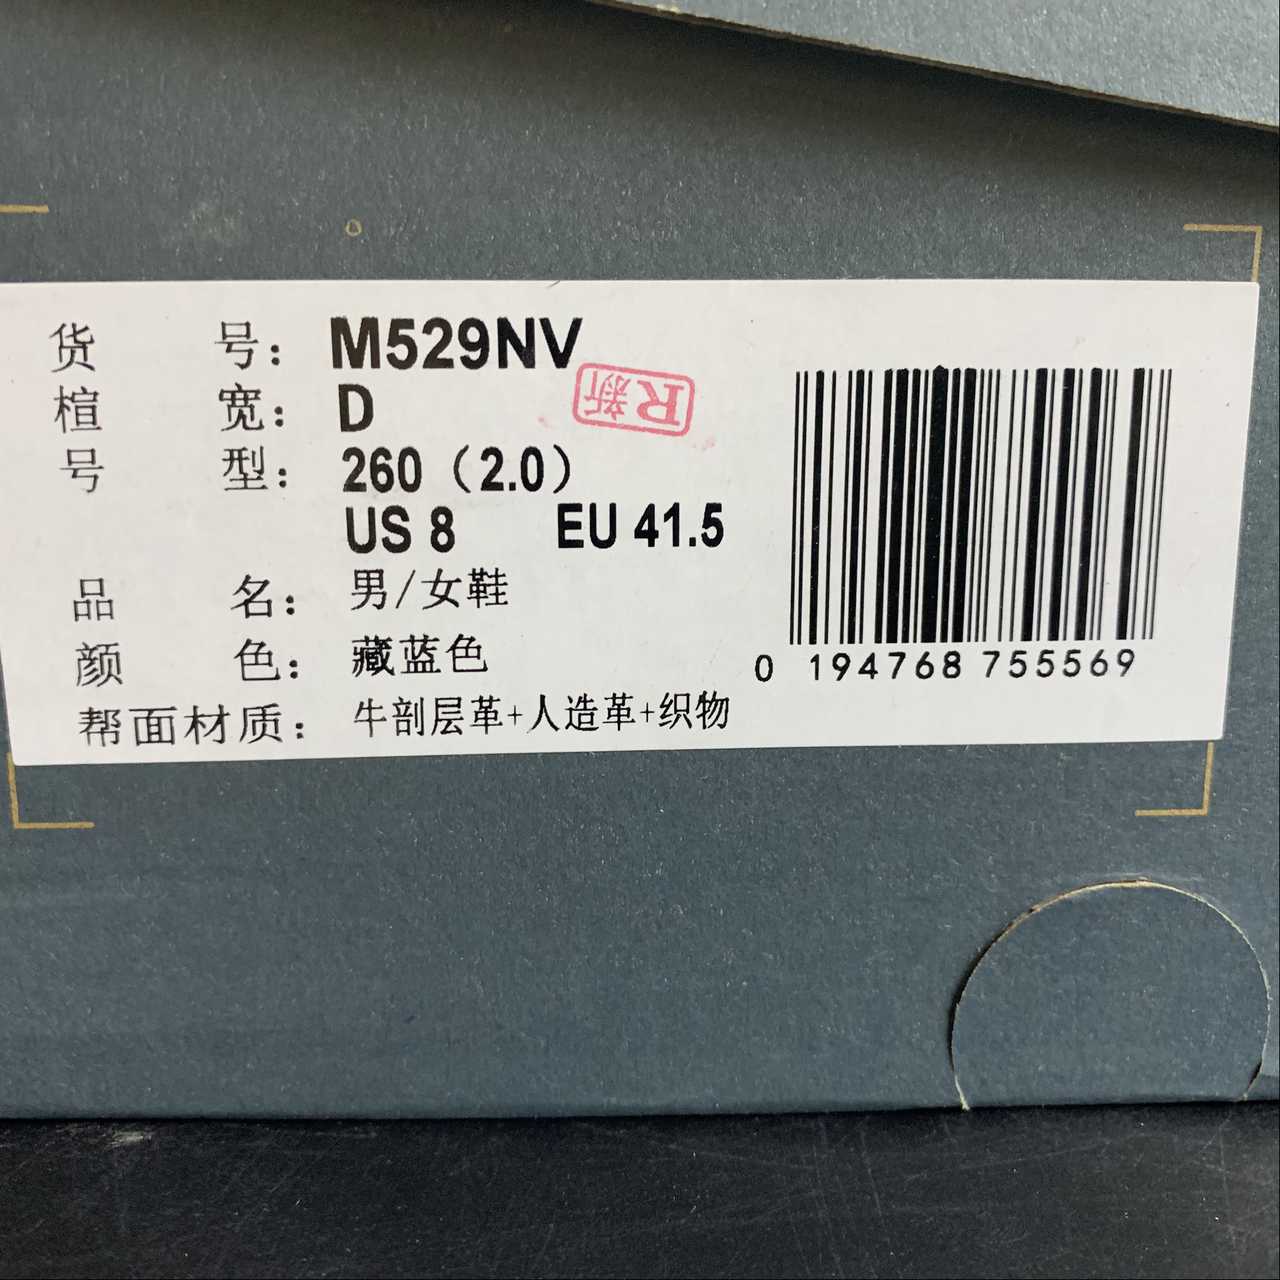 货 号： M529NV
R新
楦 宽： D
号 型： 260（2.0）
US 8 EU 41.5
品 名： 男/女鞋
颜 色： 藏蓝色
帮面材质： 牛剖层革+人造革+织物
0 194768 755569